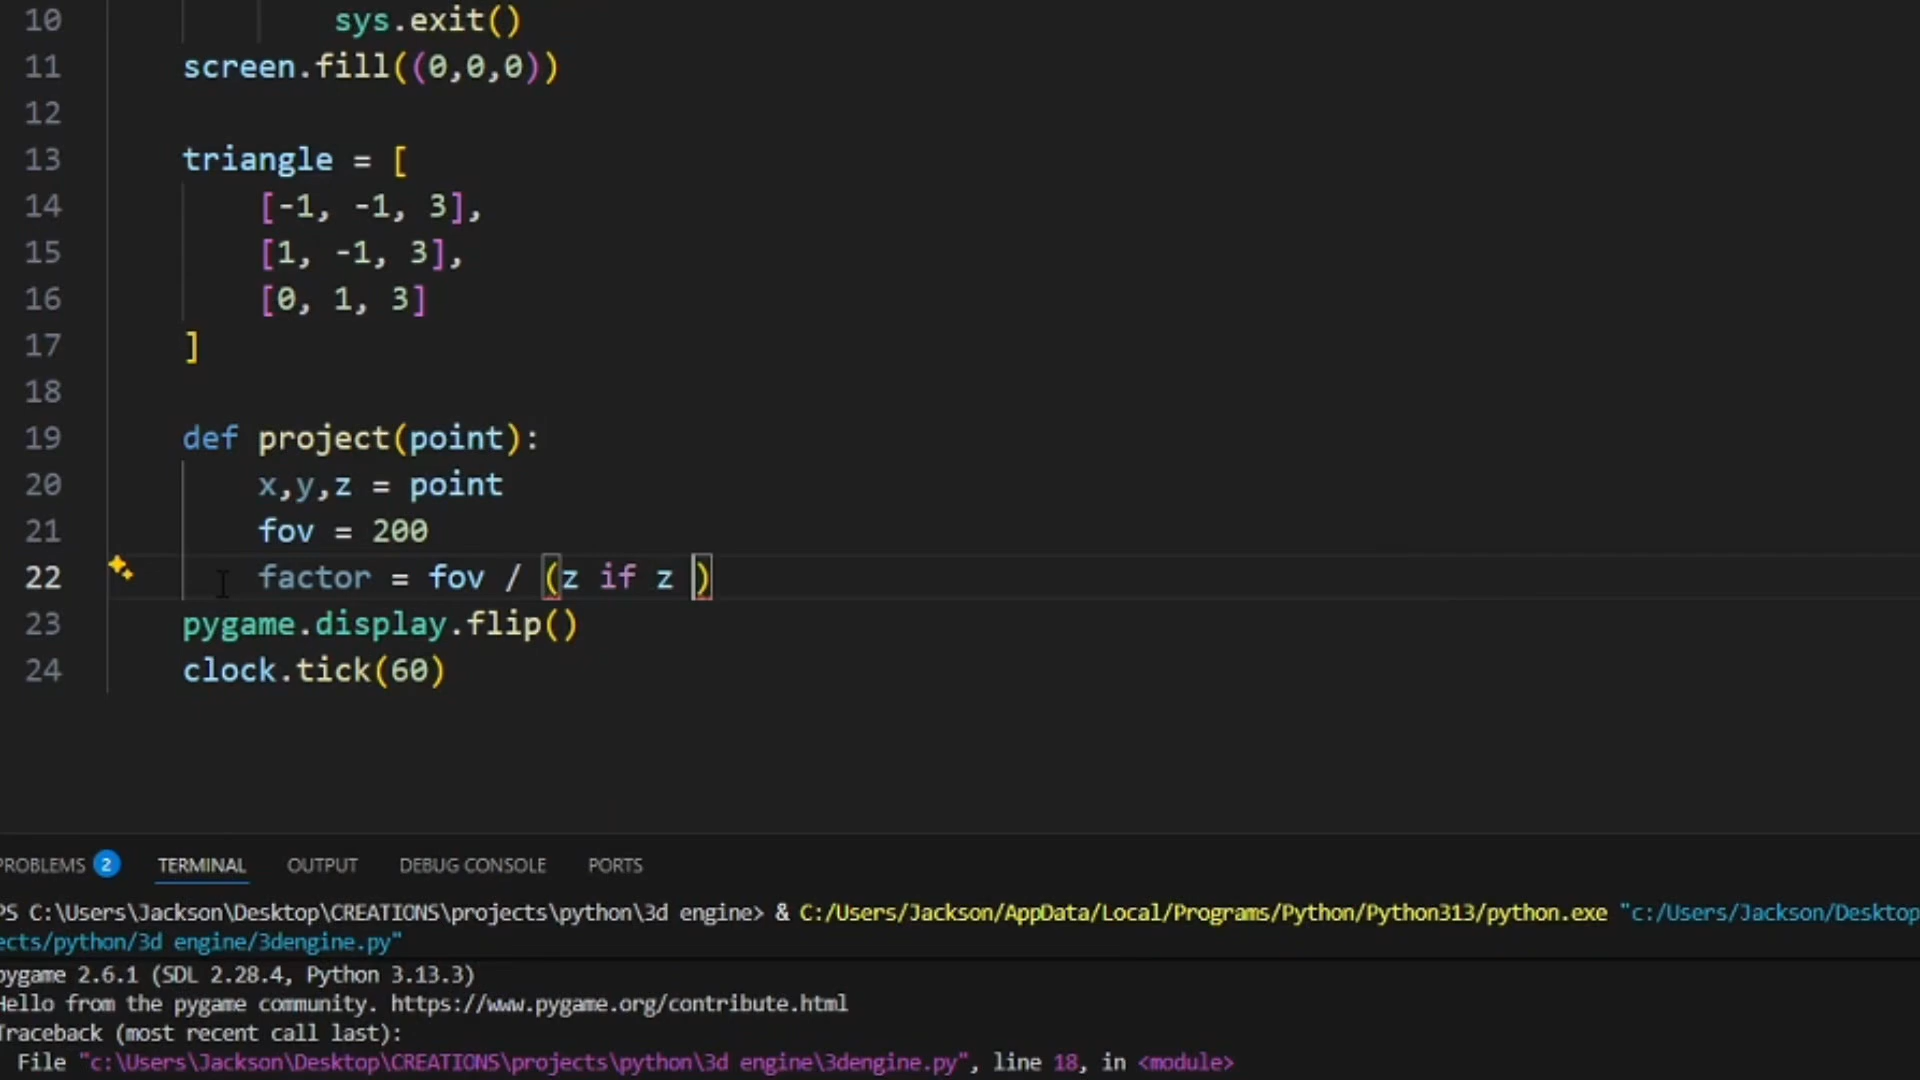 10 sys.exit()
11 screen.fill((0,0,0))
12
13 triangle = [
14 [-1, -1, 3],
15 [1, -1, 3],
16 [0, 1, 3]
17 ]
18
19 def project(point):
20 x,y,z = point
21 fov = 200
22 factor = fov / (z if z )
23 pygame.display.flip()
24 clock.tick(60)
PROBLEMS 2 TERMINAL OUTPUT DEBUG CONSOLE PORTS
PS C:\Users\Jackson\Desktop\CREATIONS\projects\python\3d engine> & C:/Users/Jackson/AppData/Local/Programs/Python/Python313/python.exe "c:/Users/Jackson/Desktop
ects/python/3d engine/3dengine.py"
pygame 2.6.1 (SDL 2.28.4, Python 3.13.3)
Hello from the pygame community. https://www.pygame.org/contribute.html
Traceback (most recent call last):
File "c:\Users\Jackson\Desktop\CREATIONS\projects\python\3d engine\3dengine.py", line 18, in <module>